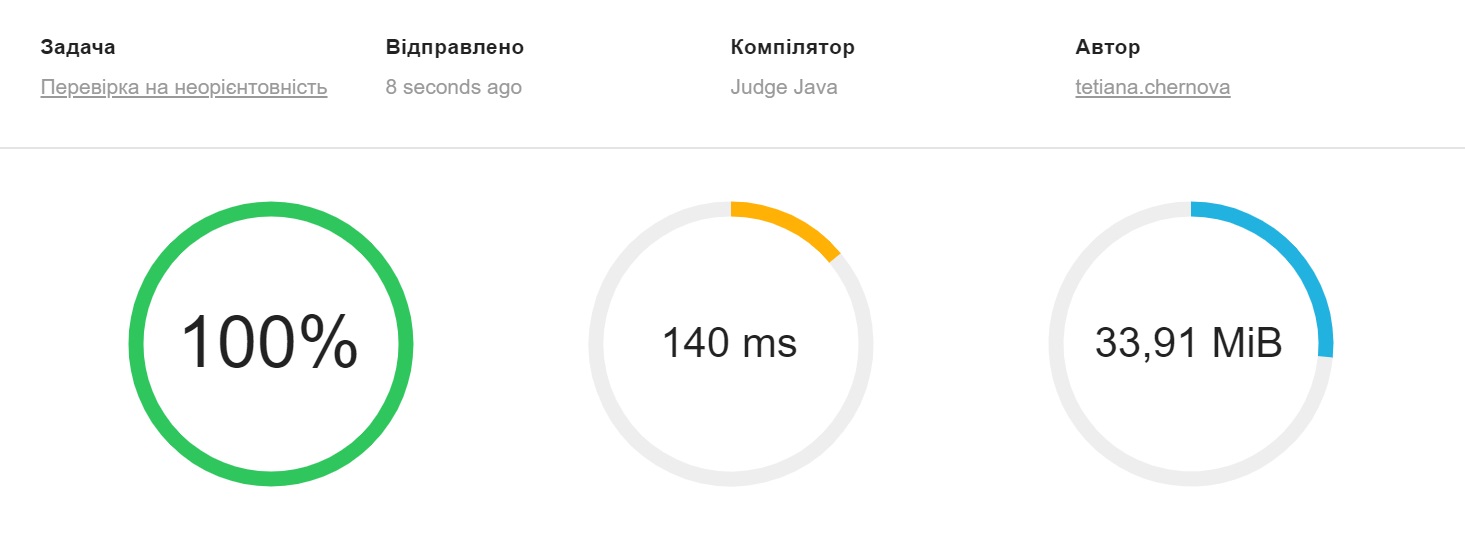 Задача Відправлено Компілятор Автор
Перевірка на неорієнтовність 8 seconds ago Judge Java tetiana.chernova
100% 140 ms 33,91 MiB